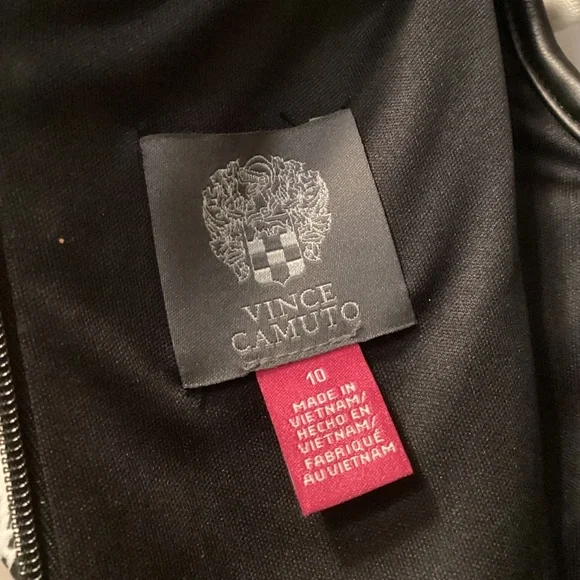 VINCE
CAMUTO
10
MADE IN
VIETNAM/
HECHO EN
VIETNAM/
FABRIQUÉ
AU VIETNAM